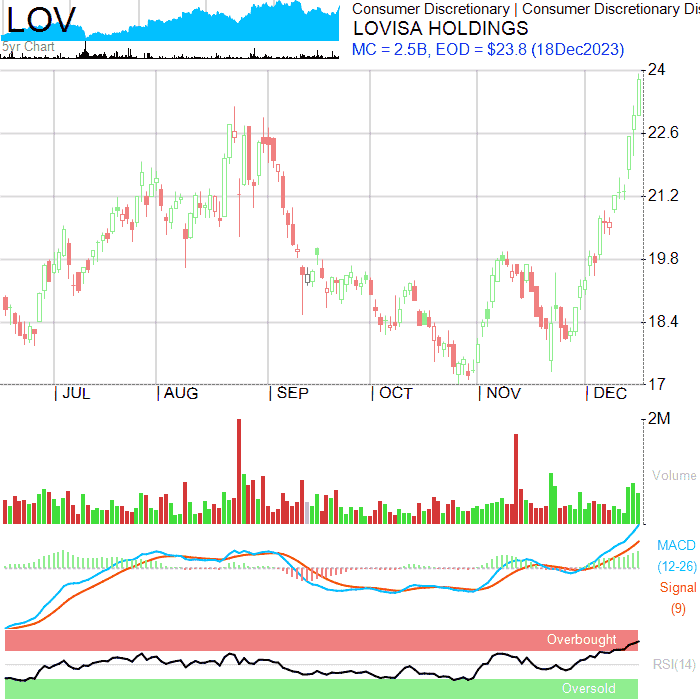 LOV
5yr Chart
Consumer Discretionary | Consumer Discretionary Dis
LOVISA HOLDINGS
MC = 2.5B, EOD = $23.8 (18Dec2023)
24
22.6
21.2
19.8
18.4
17
| JUL | AUG | SEP | OCT | NOV | DEC
2M
Volume
MACD
(12-26)
Signal
(9)
Overbought
RSI(14)
Oversold